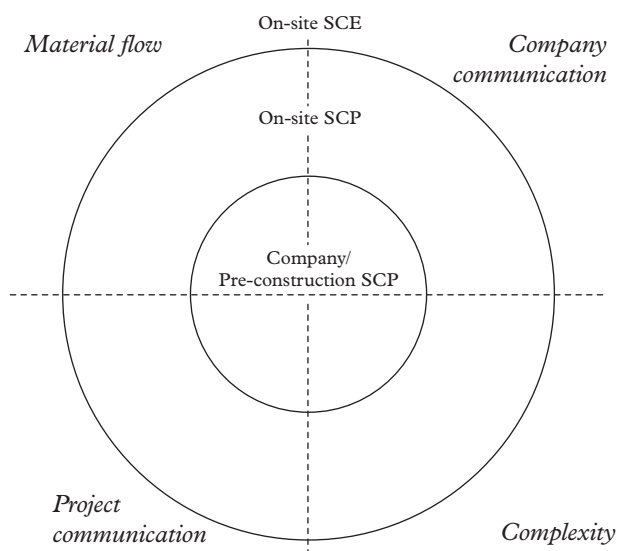 On-site SCE
Material flow
Company
communication
On-site SCP
Company/
Pre-construction SCP
Project
communication
Complexity